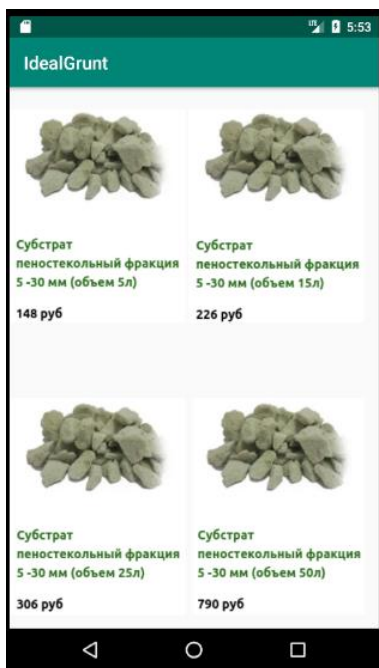 LTE 5:53
IdealGrunt
Субстрат
пеностекольный фракция
5 -30 мм (объем 5л)
148 руб
Субстрат
пеностекольный фракция
5 -30 мм (объем 15л)
226 руб
Субстрат
пеностекольный фракция
5 -30 мм (объем 25л)
306 руб
Субстрат
пеностекольный фракция
5 -30 мм (объем 50л)
790 руб